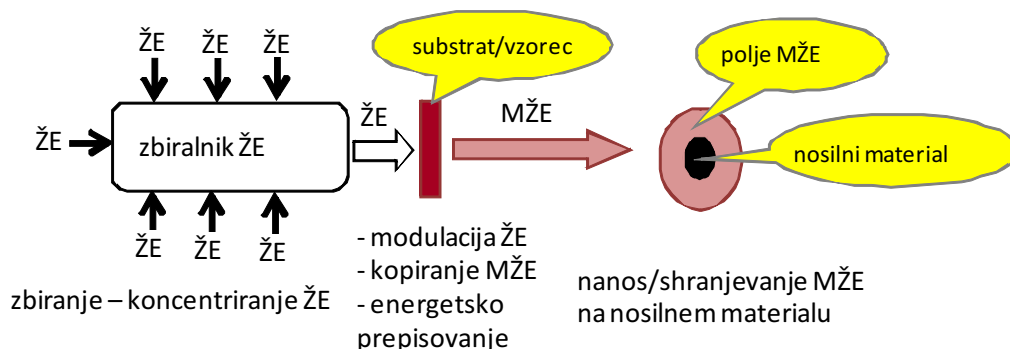 ŽE
ŽE
ŽE
substrat/vzorec
polje MŽE
ŽE
zbiralnik ŽE
ŽE
MŽE
nosilni material
ŽE
ŽE
ŽE
zbiranje – koncentriranje ŽE
- modulacija ŽE
- kopiranje MŽE
- energetsko
prepisovanje
nanos/shranjevanje MŽE
na nosilnem materialu